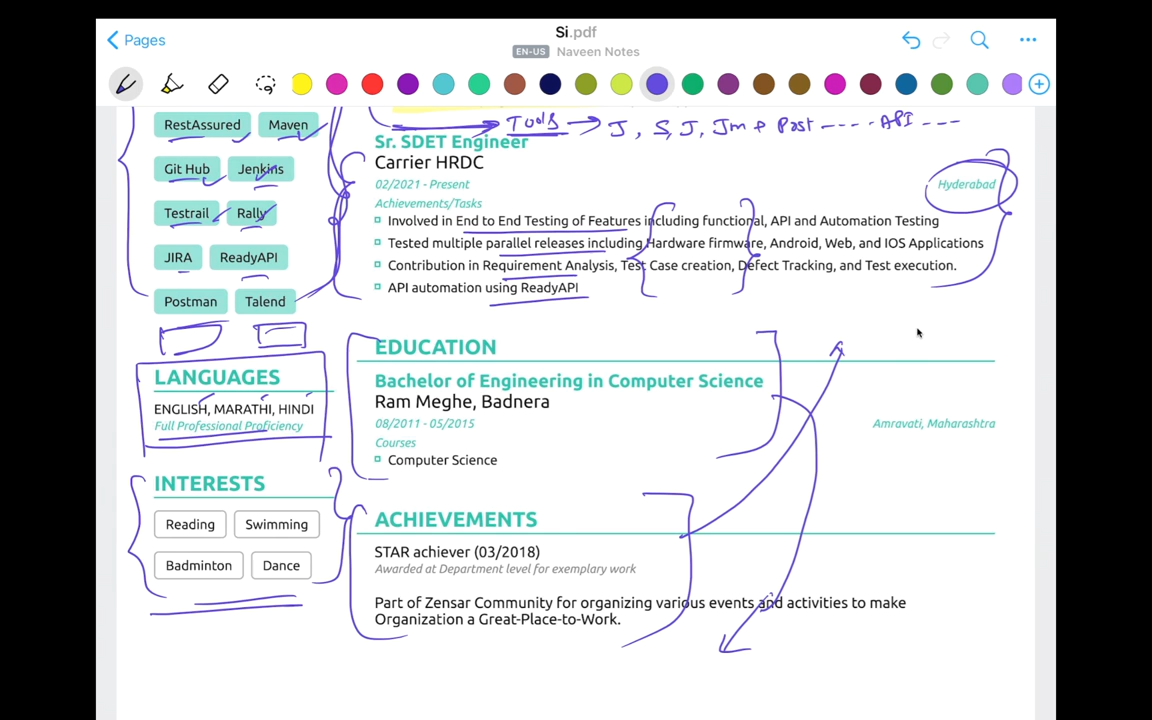 Pages
Si.pdf
EN-US Naveen Notes
RestAssured Maven
Git Hub Jenkins
Testrail Rally
JIRA ReadyAPI
Postman Talend
LANGUAGES
ENGLISH, MARATHI, HINDI
Full Professional Proficiency
INTERESTS
Reading Swimming
Badminton Dance
Tools → J, S, J, Jm + Post ---- API ---
Sr. SDET Engineer
Carrier HRDC
02/2021 - Present
Hyderabad
Achievements/Tasks
Involved in End to End Testing of Features including functional, API and Automation Testing
Tested multiple parallel releases including Hardware firmware, Android, Web, and IOS Applications
Contribution in Requirement Analysis, Test Case creation, Defect Tracking, and Test execution.
API automation using ReadyAPI
EDUCATION
Bachelor of Engineering in Computer Science
Ram Meghe, Badnera
08/2011 - 05/2015
Amravati, Maharashtra
Courses
Computer Science
ACHIEVEMENTS
STAR achiever (03/2018)
Awarded at Department level for exemplary work
Part of Zensar Community for organizing various events and activities to make
Organization a Great-Place-to-Work.